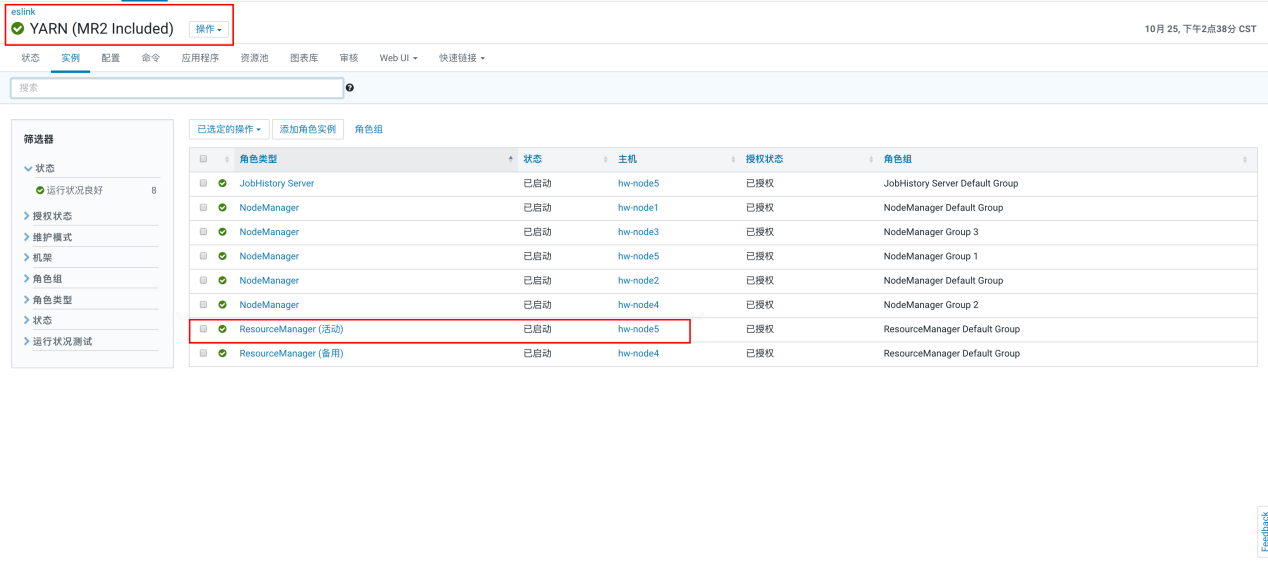 eslink
YARN (MR2 Included) 操作
10月 25, 下午2点38分 CST
状态 实例 配置 命令 应用程序 资源池 图表库 审核 Web UI 快速链接
搜索
筛选器
状态
运行状况良好 8
授权状态
维护模式
机架
角色组
角色类型
状态
运行状况测试
已选定的操作 添加角色实例 角色组
角色类型 状态 主机 授权状态 角色组
JobHistory Server 已启动 hw-node5 已授权 JobHistory Server Default Group
NodeManager 已启动 hw-node1 已授权 NodeManager Default Group
NodeManager 已启动 hw-node3 已授权 NodeManager Group 3
NodeManager 已启动 hw-node5 已授权 NodeManager Group 1
NodeManager 已启动 hw-node2 已授权 NodeManager Default Group
NodeManager 已启动 hw-node4 已授权 NodeManager Group 2
ResourceManager (活动) 已启动 hw-node5 已授权 ResourceManager Default Group
ResourceManager (备用) 已启动 hw-node4 已授权 ResourceManager Default Group
Feedback